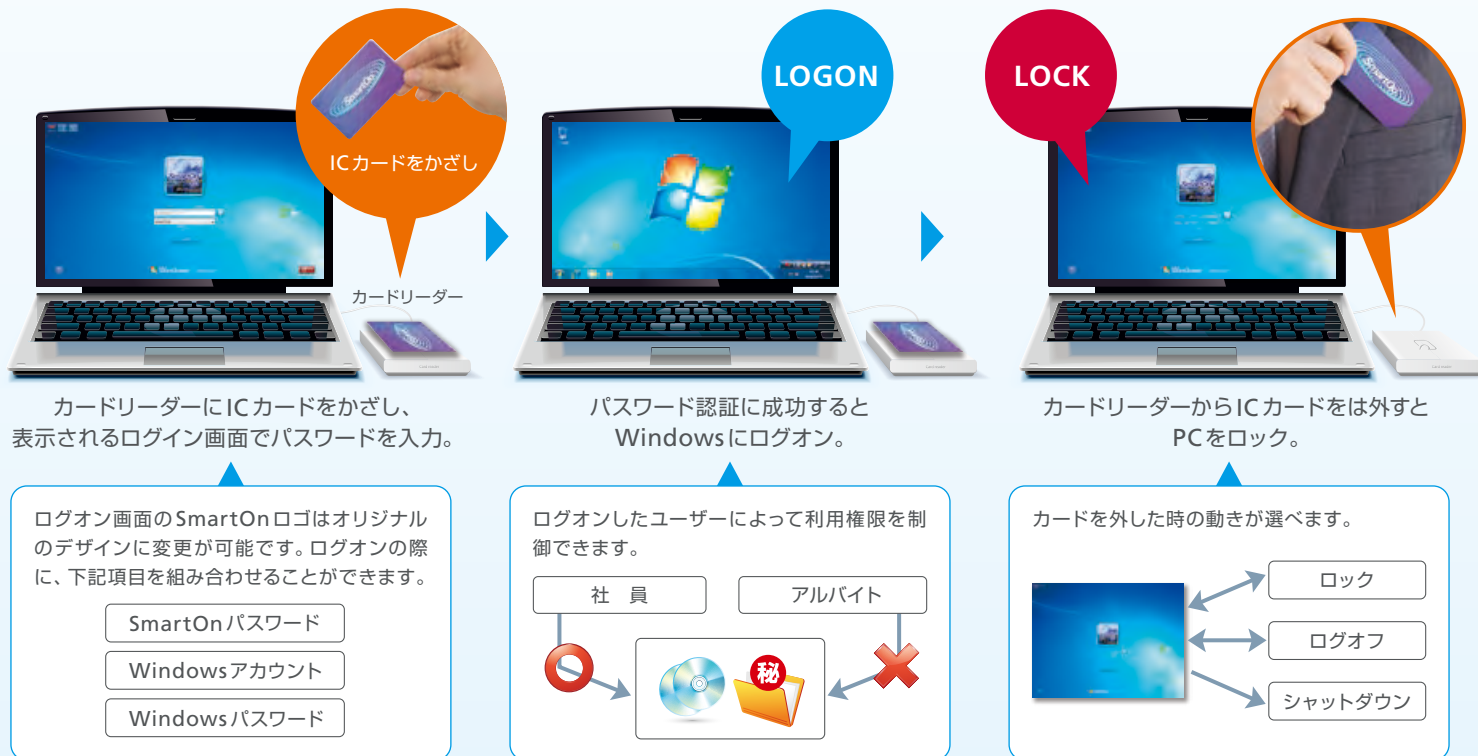 ICカードをかざし
LOGON
LOCK
SmartOn
SmartOn
カードリーダー
カードリーダーにICカードをかざし、
表示されるログイン画面でパスワードを入力。
パスワード認証に成功すると
Windowsにログオン。
カードリーダーからICカードをは外すと
PCをロック。
ログオン画面のSmartOnロゴはオリジナル
のデザインに変更が可能です。ログオンの際
に、下記項目を組み合わせることができます。
SmartOnパスワード
Windowsアカウント
Windowsパスワード
ログオンしたユーザーによって利用権限を制
御できます。
社　員
アルバイト
秘
カードを外した時の動きが選べます。
ロック
ログオフ
シャットダウン